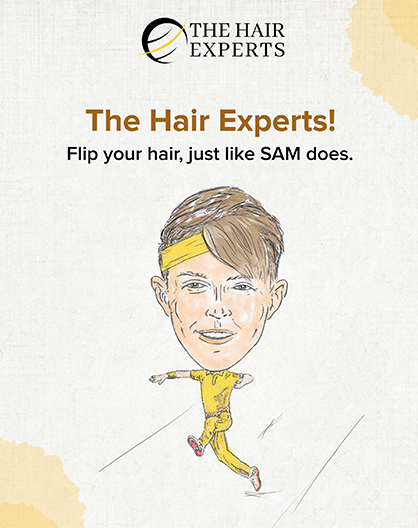 THE HAIR
EXPERTS
The Hair Experts!
Flip your hair, just like SAM does.